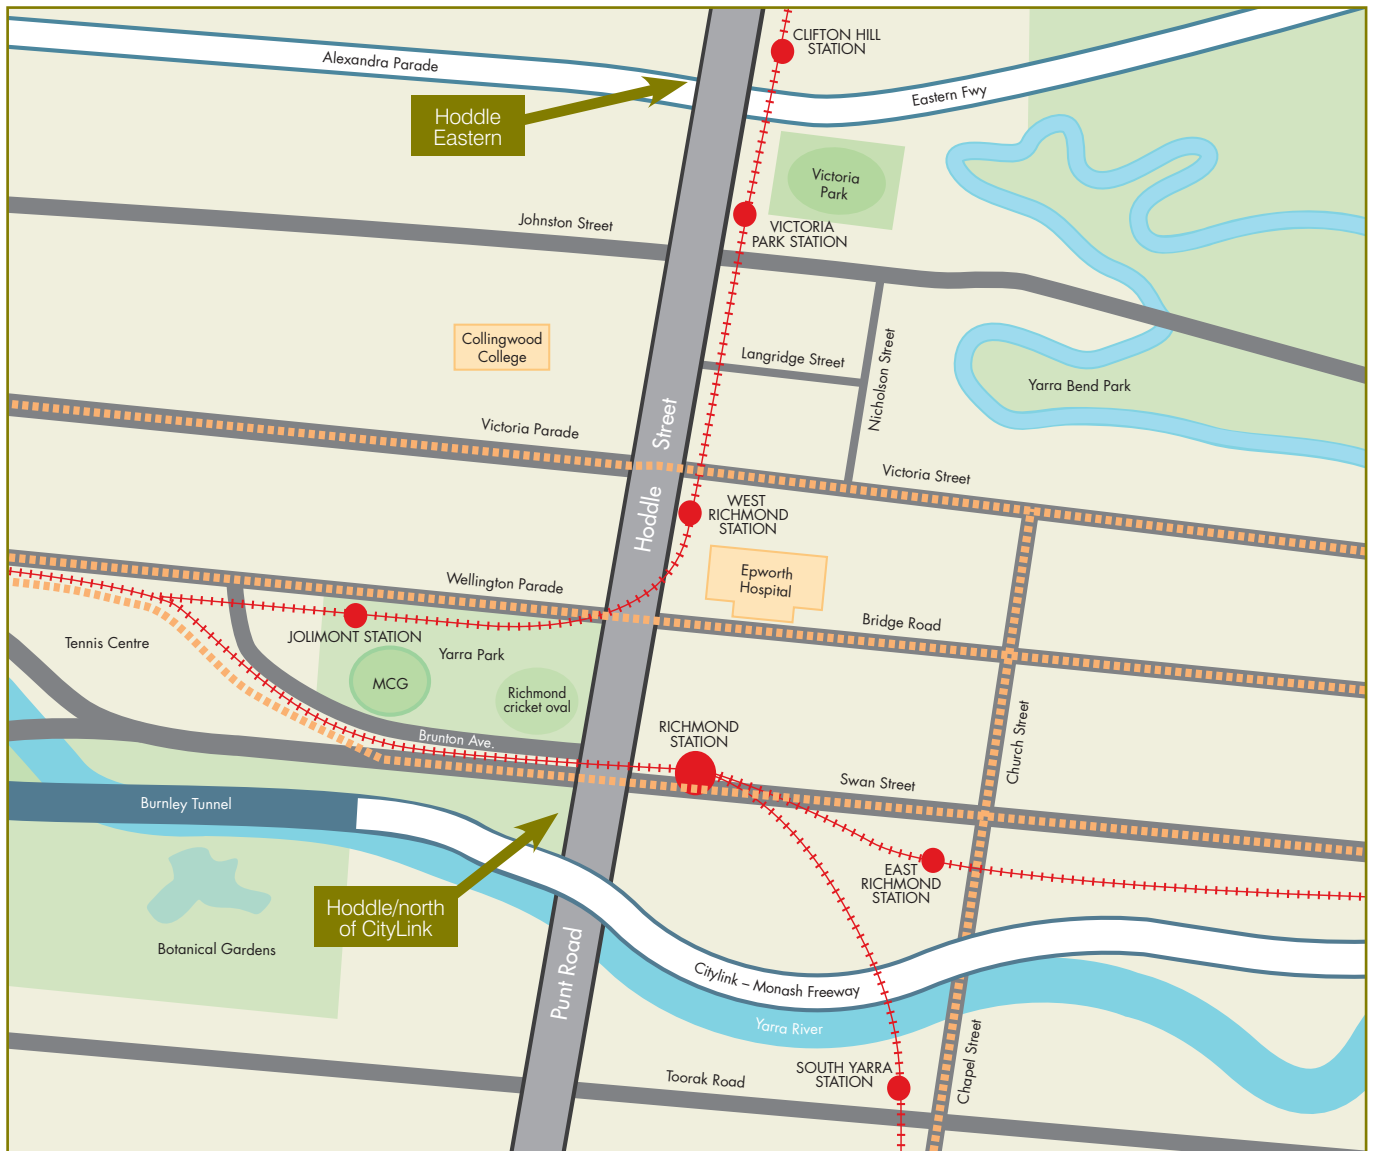 CLIFTON HILL
STATION
Alexandra Parade
Eastern Fwy
Hoddle
Eastern
Victoria
Park
Johnston Street
VICTORIA
PARK STATION
Collingwood
College
Langridge Street
Nicholson Street
Yarra Bend Park
Victoria Parade
Hoddle Street
Victoria Street
WEST
RICHMOND
STATION
Wellington Parade
Epworth
Hospital
Bridge Road
Tennis Centre
JOLIMONT STATION
Yarra Park
MCG
Richmond
cricket oval
Brunton Ave.
RICHMOND
STATION
Church Street
Swan Street
Burnley Tunnel
EAST
RICHMOND
STATION
Hoddle/north
of CityLink
Botanical Gardens
Punt Road
Citylink – Monash Freeway
Yarra River
SOUTH YARRA
STATION
Chapel Street
Toorak Road